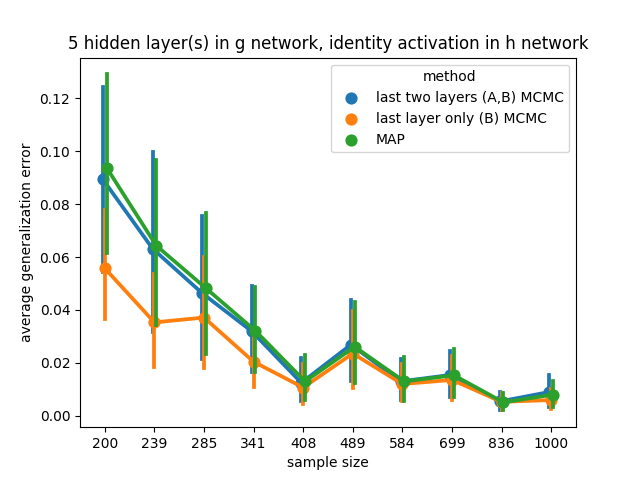 5 hidden layer(s) in g network, identity activation in h network
method
last two layers (A,B) MCMC
last layer only (B) MCMC
MAP
average generalization error
0.12
0.10
0.08
0.06
0.04
0.02
0.00
200 239 285 341 408 489 584 699 836 1000
sample size